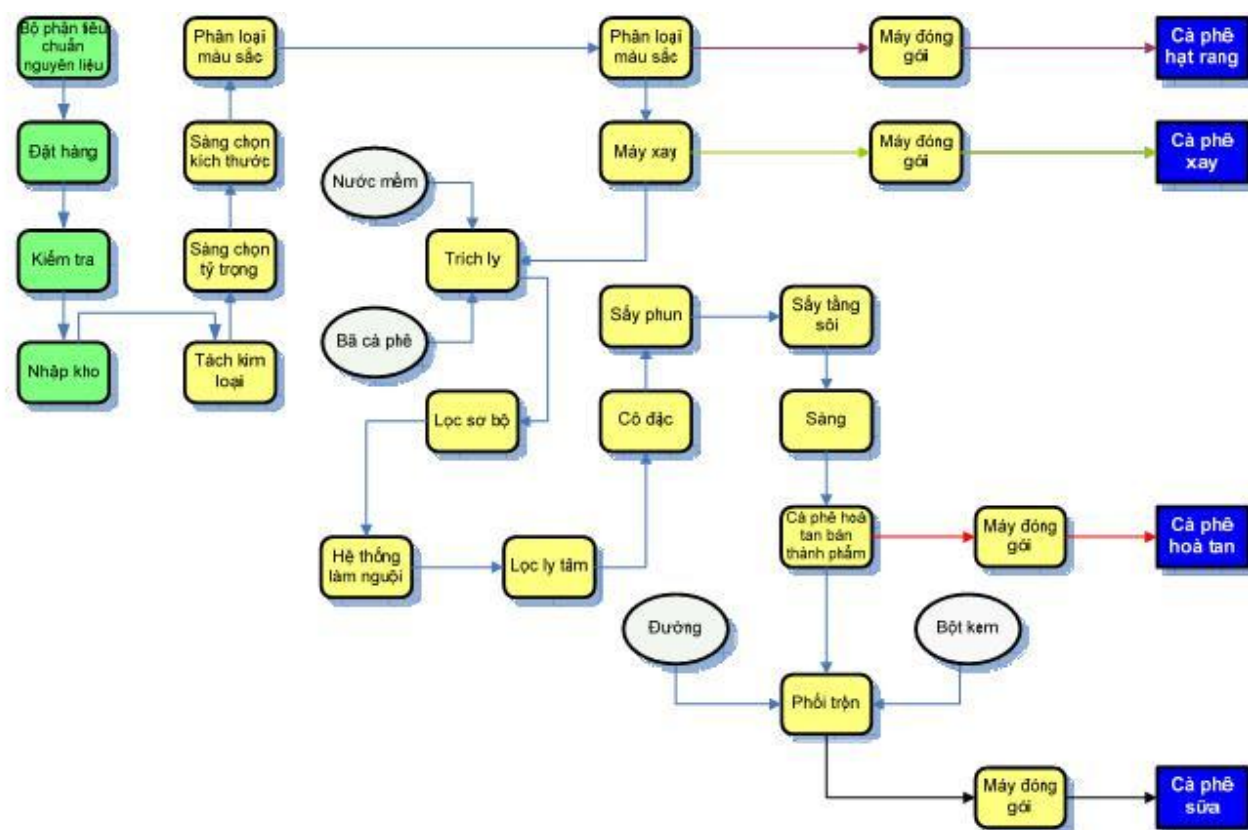 Bộ phận tiêu
chuẩn
nguyên liệu
Phân loại
màu sắc
Phân loại
màu sắc
Máy đóng
gói
Cà phê
hạt rang
Đặt hàng
Sàng chọn
kích thước
Máy xay
Máy đóng
gói
Cà phê
xay
Nước mềm
Kiểm tra
Sàng chọn
tỷ trọng
Trích ly
Bã cà phê
Sấy phun
Sấy tầng
sôi
Nhập kho
Tách kim
loại
Lọc sơ bộ
Cô đặc
Sàng
Hệ thống
làm nguội
Lọc ly tâm
Cà phê hoà
tan bán
thành phẩm
Máy đóng
gói
Cà phê
hoà tan
Đường
Bột kem
Phối trộn
Máy đóng
gói
Cà phê
sữa